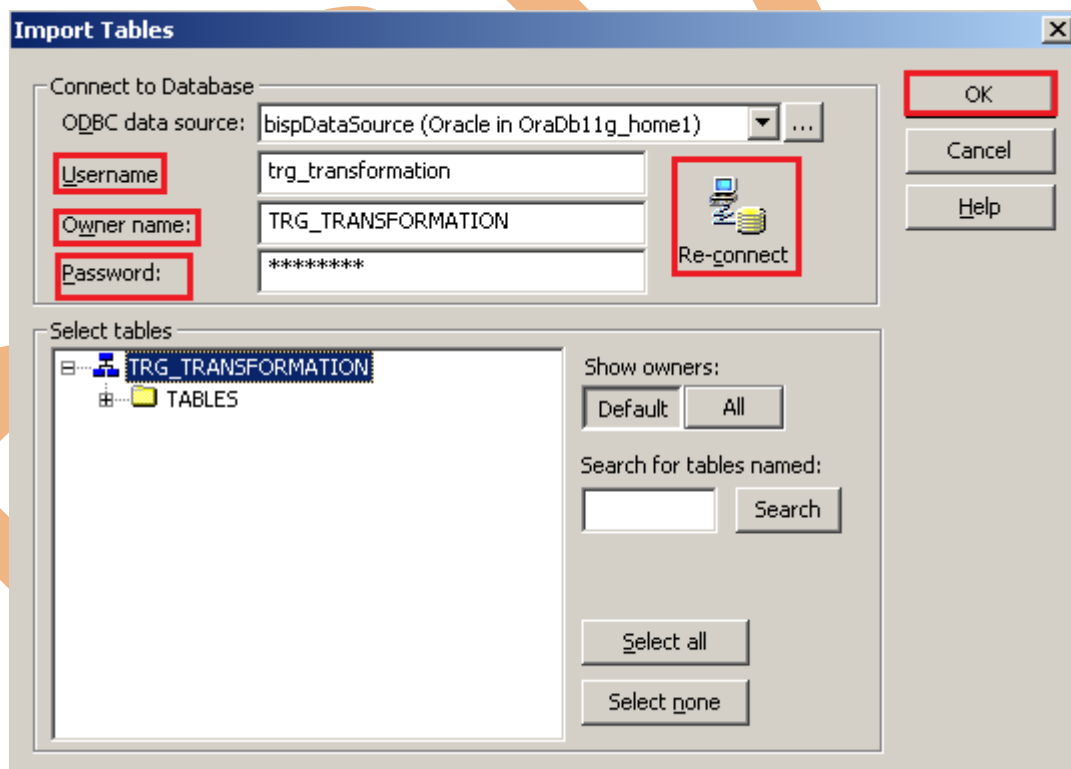 Import Tables
Connect to Database
ODBC data source: bispDataSource (Oracle in OraDb11g_home1) ...
Username trg_transformation
Owner name: TRG_TRANSFORMATION
Password: ********
Re-connect
OK
Cancel
Help
Select tables
TRG_TRANSFORMATION
TABLES
Show owners:
Default All
Search for tables named:
Search
Select all
Select none